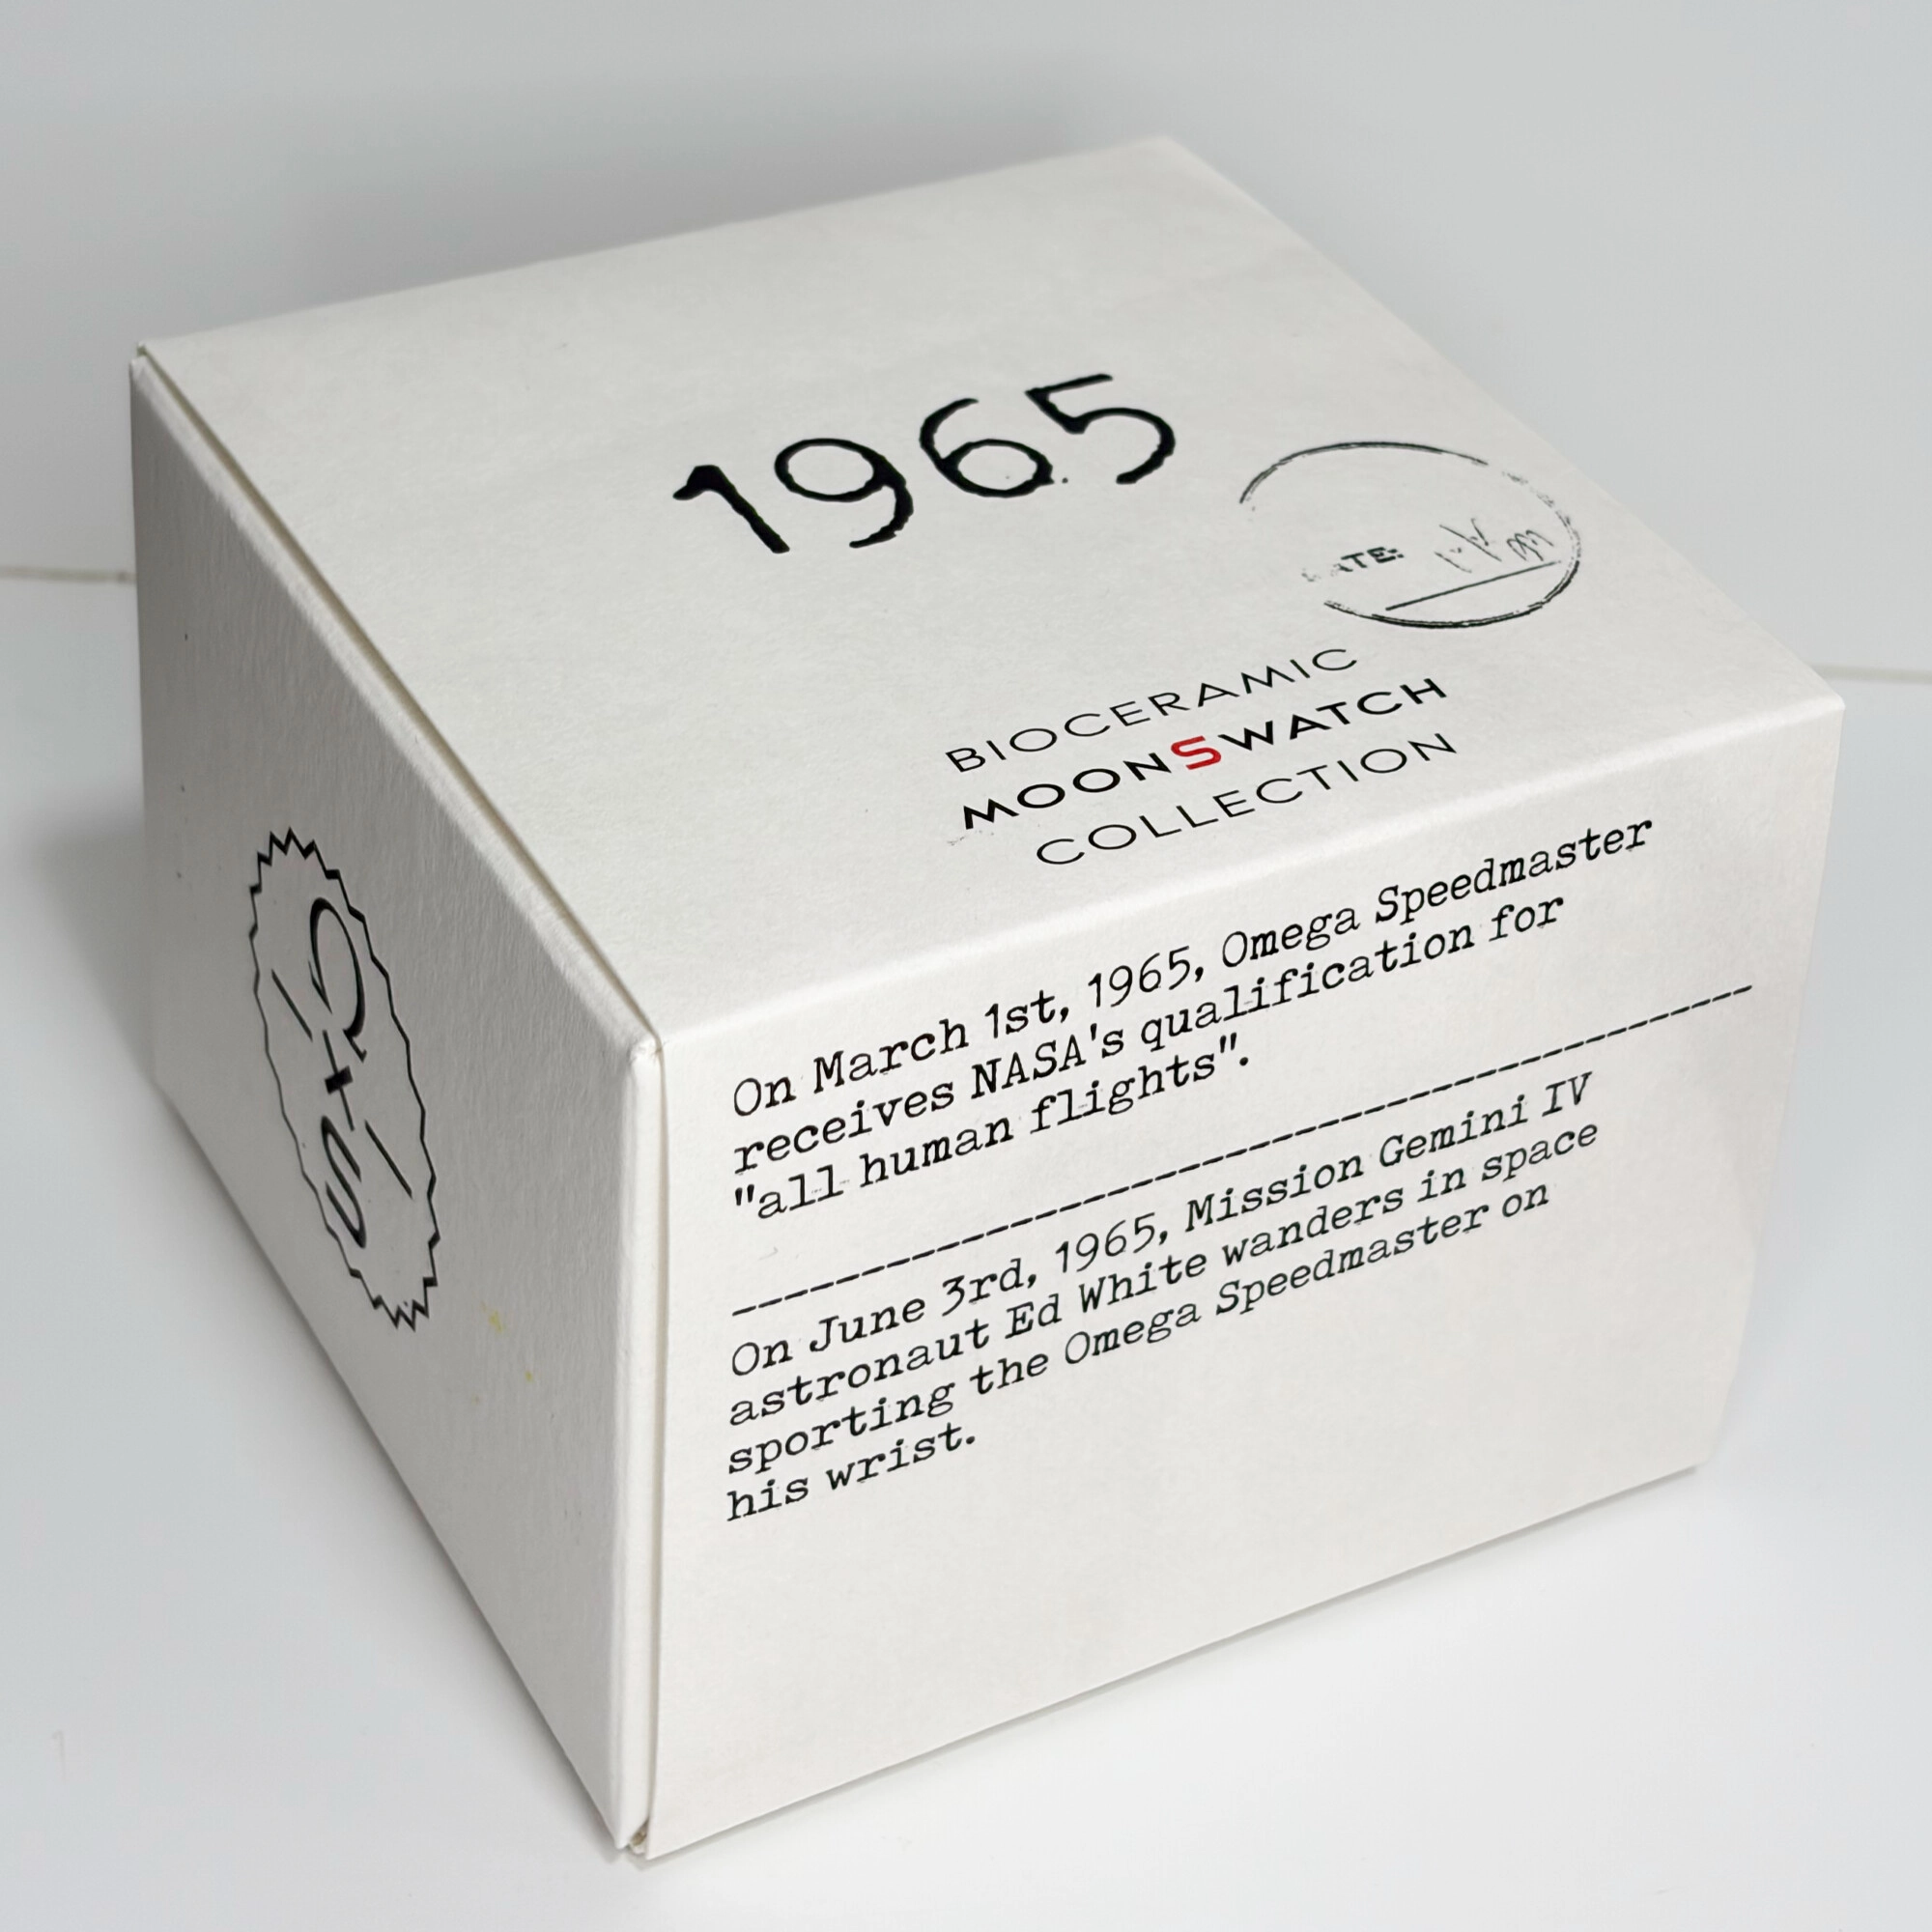 1965
BIOCERAMIC
MOONSWATCH
COLLECTION
On March 1st, 1965, Omega Speedmaster
receives NASA's qualification for
"all human flights".
On June 3rd, 1965, Mission Gemini IV
astronaut Ed White wanders in space
sporting the Omega Speedmaster on
his wrist.